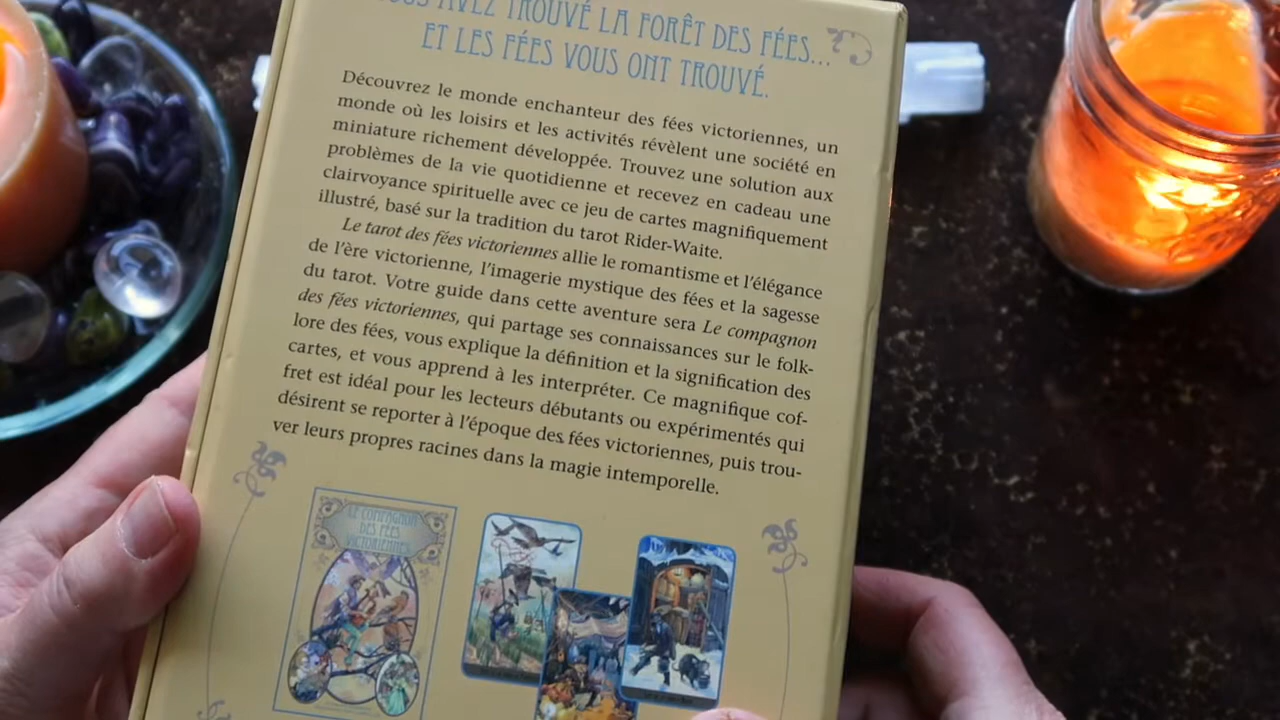 VOUS AVEZ TROUVÉ LA FORÊT DES FÉES...
ET LES FÉES VOUS ONT TROUVÉ.
Découvrez le monde enchanteur des fées victoriennes, un
monde où les loisirs et les activités révèlent une société en
miniature richement développée. Trouvez une solution aux
problèmes de la vie quotidienne et recevez en cadeau une
clairvoyance spirituelle avec ce jeu de cartes magnifiquement
illustré, basé sur la tradition du tarot Rider-Waite.
Le tarot des fées victoriennes allie le romantisme et l'élégance
de l'ère victorienne, l'imagerie mystique des fées et la sagesse
du tarot. Votre guide dans cette aventure sera Le compagnon
des fées victoriennes, qui partage ses connaissances sur le folk-
lore des fées, vous explique la définition et la signification des
cartes, et vous apprend à les interpréter. Ce magnifique cof-
fret est idéal pour les lecteurs débutants ou expérimentés qui
désirent se reporter à l'époque des fées victoriennes, puis trou-
ver leurs propres racines dans la magie intemporelle.
LE COMPAGNON
DES FÉES
VICTORIENNES